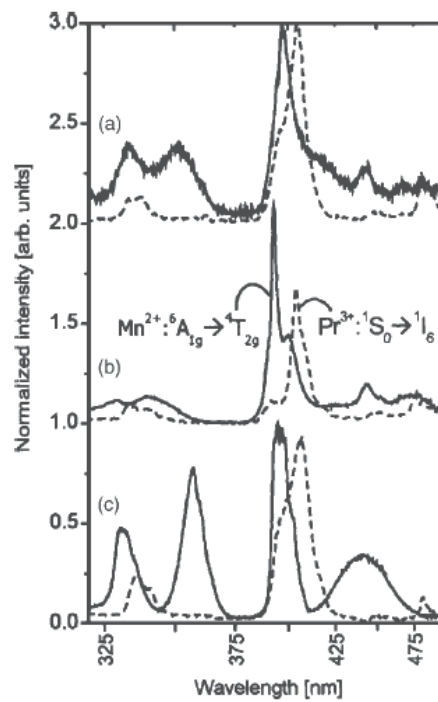 3.0
(a)
2.5
2.0
Mn²⁺:⁶A₁g→⁴T₂g
Pr³⁺:¹S₀→¹I₆
1.5
(b)
1.0
(c)
0.5
0.0
Normalized intensity [arb. units]
325
375
425
475
Wavelength [nm]